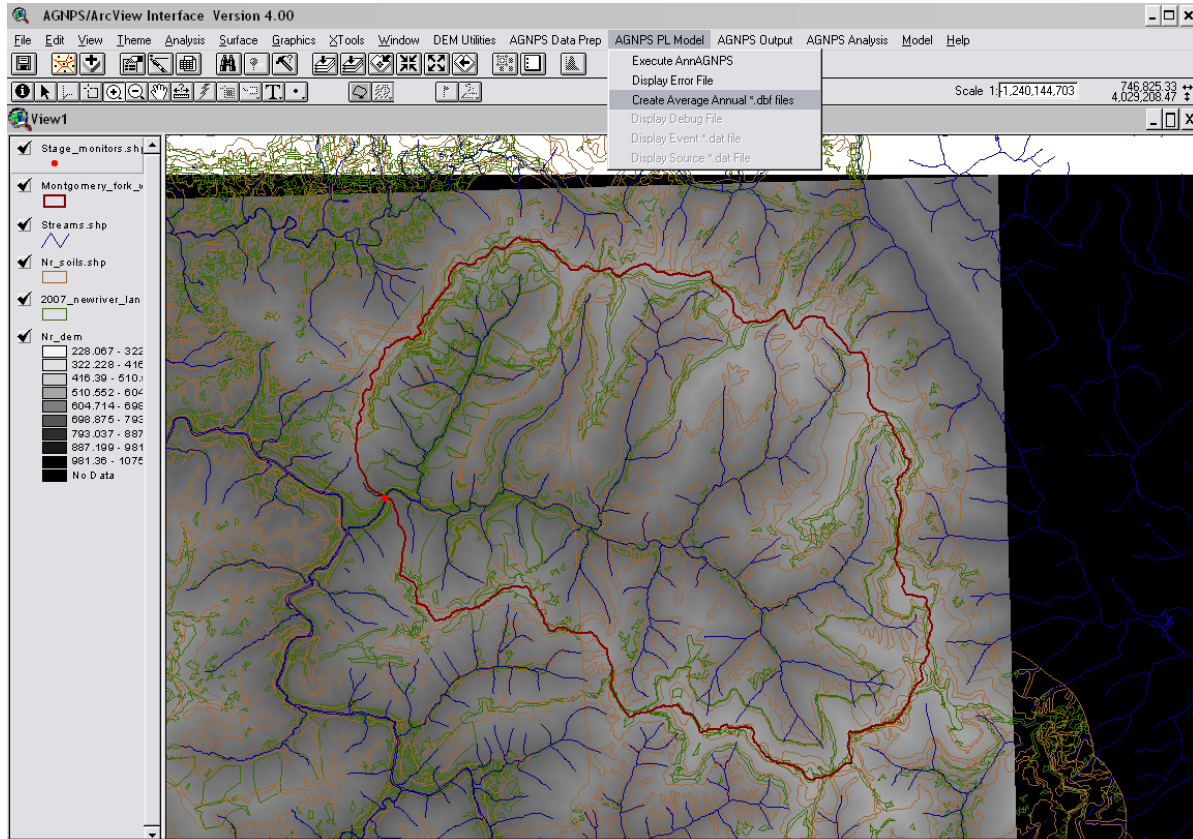 AGNPS/ArcView Interface Version 4.00
File Edit View Theme Analysis Surface Graphics XTools Window DEM Utilities AGNPS Data Prep AGNPS PL Model AGNPS Output AGNPS Analysis Model Help
Execute AnnAGNPS
Display Error File
Create Average Annual *.dbf files
Display Debug File
Display Event *.dat file
Display Source *.dat File
Scale 1: -1,240,144,703
746,825.33
4,029,208.47
View1
Stage_monitors.shp
Montgomery_fork_
Streams.shp
Nr_soils.shp
2007_newriver_lan
Nr_dem
228.067 - 322
322.228 - 416
416.39 - 510.
510.552 - 604
604.714 - 698
698.875 - 793
793.037 - 887
887.199 - 981
981.36 - 1075
No Data